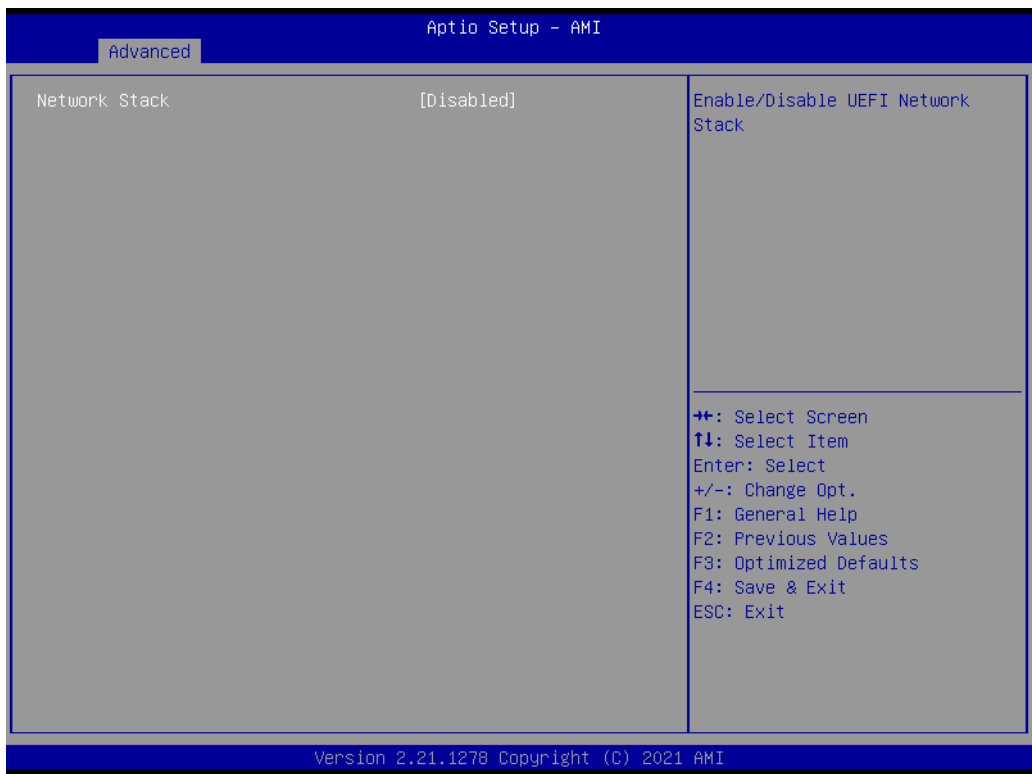 Aptio Setup – AMI
Advanced
Network Stack [Disabled]
Enable/Disable UEFI Network
Stack
→←: Select Screen
↑↓: Select Item
Enter: Select
+/-: Change Opt.
F1: General Help
F2: Previous Values
F3: Optimized Defaults
F4: Save & Exit
ESC: Exit
Version 2.21.1278 Copyright (C) 2021 AMI